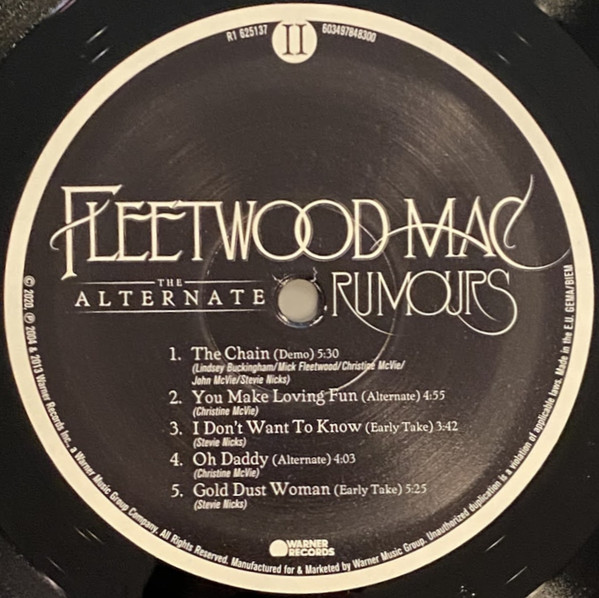 R1 625137
II
603497848300
FLEETWOOD MAC
THE
ALTERNATE
RUMOURS
1. The Chain (Demo) 5:30
(Lindsey Buckingham/Mick Fleetwood/Christine McVie/
John McVie/Stevie Nicks)
2. You Make Loving Fun (Alternate) 4:55
(Christine McVie)
3. I Don't Want To Know (Early Take) 3:42
(Stevie Nicks)
4. Oh Daddy (Alternate) 4:03
(Christine McVie)
5. Gold Dust Woman (Early Take) 5:25
(Stevie Nicks)
WARNER
RECORDS
© 2020, ℗ 2004 & 2013 Warner Records Inc., a Warner Music Group Company. All Rights Reserved. Manufactured for & Marketed by Warner Music Group. Unauthorized duplication is a violation of applicable laws. Made in the E.U. GEMA/BIEM